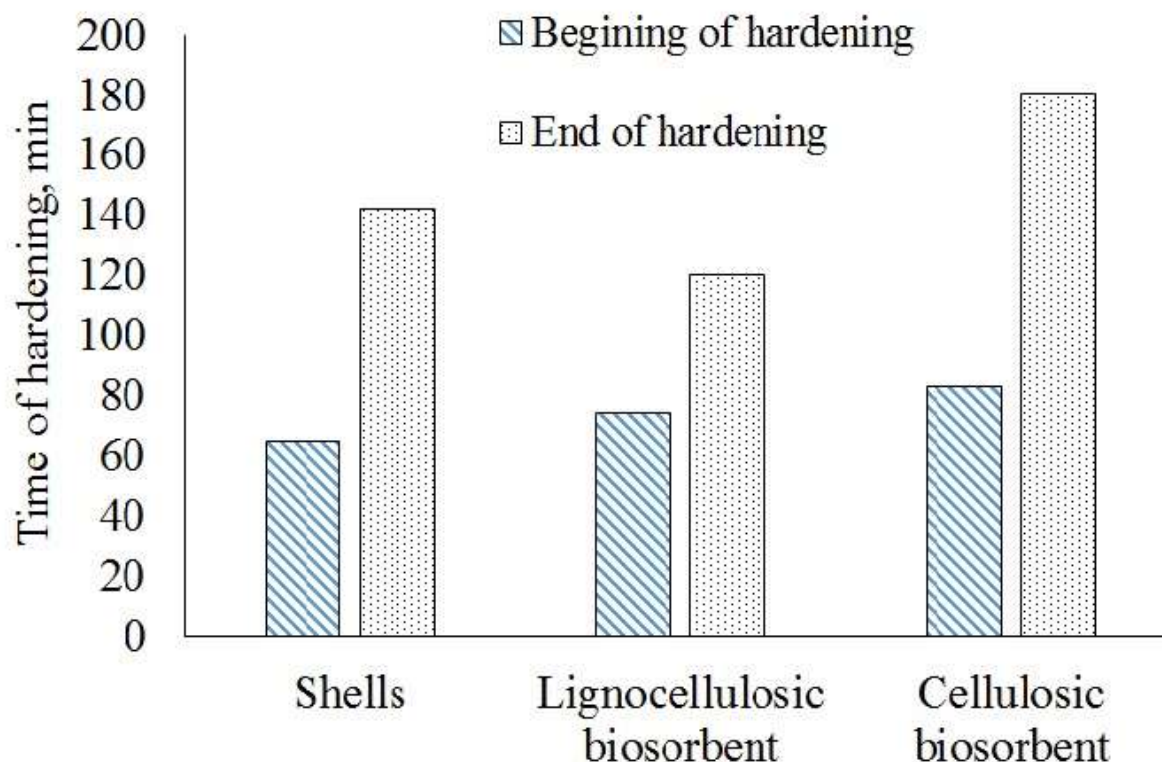 Time of hardening, min
200
180
160
140
120
100
80
60
40
20
0
Begining of hardening
End of hardening
Shells
Lignocellulosic
biosorbent
Cellulosic
biosorbent